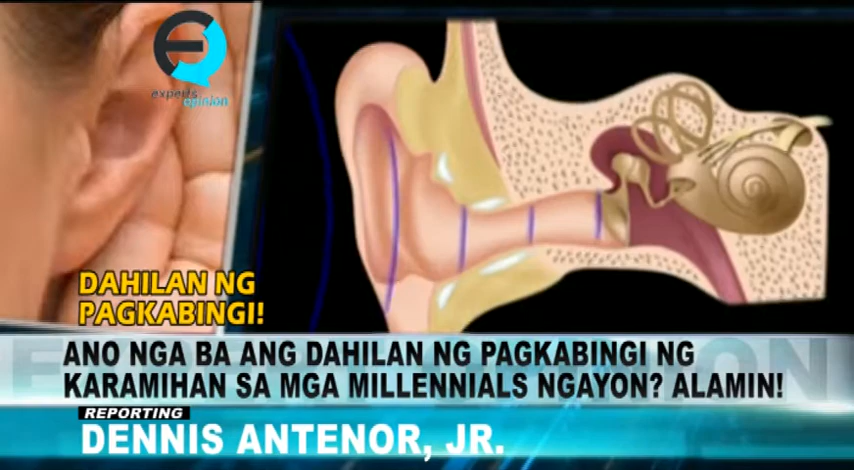 experts
opinion
DAHILAN NG
PAGKABINGI!
ANO NGA BA ANG DAHILAN NG PAGKABINGI NG
KARAMIHAN SA MGA MILLENNIALS NGAYON? ALAMIN!
REPORTING
DENNIS ANTENOR, JR.